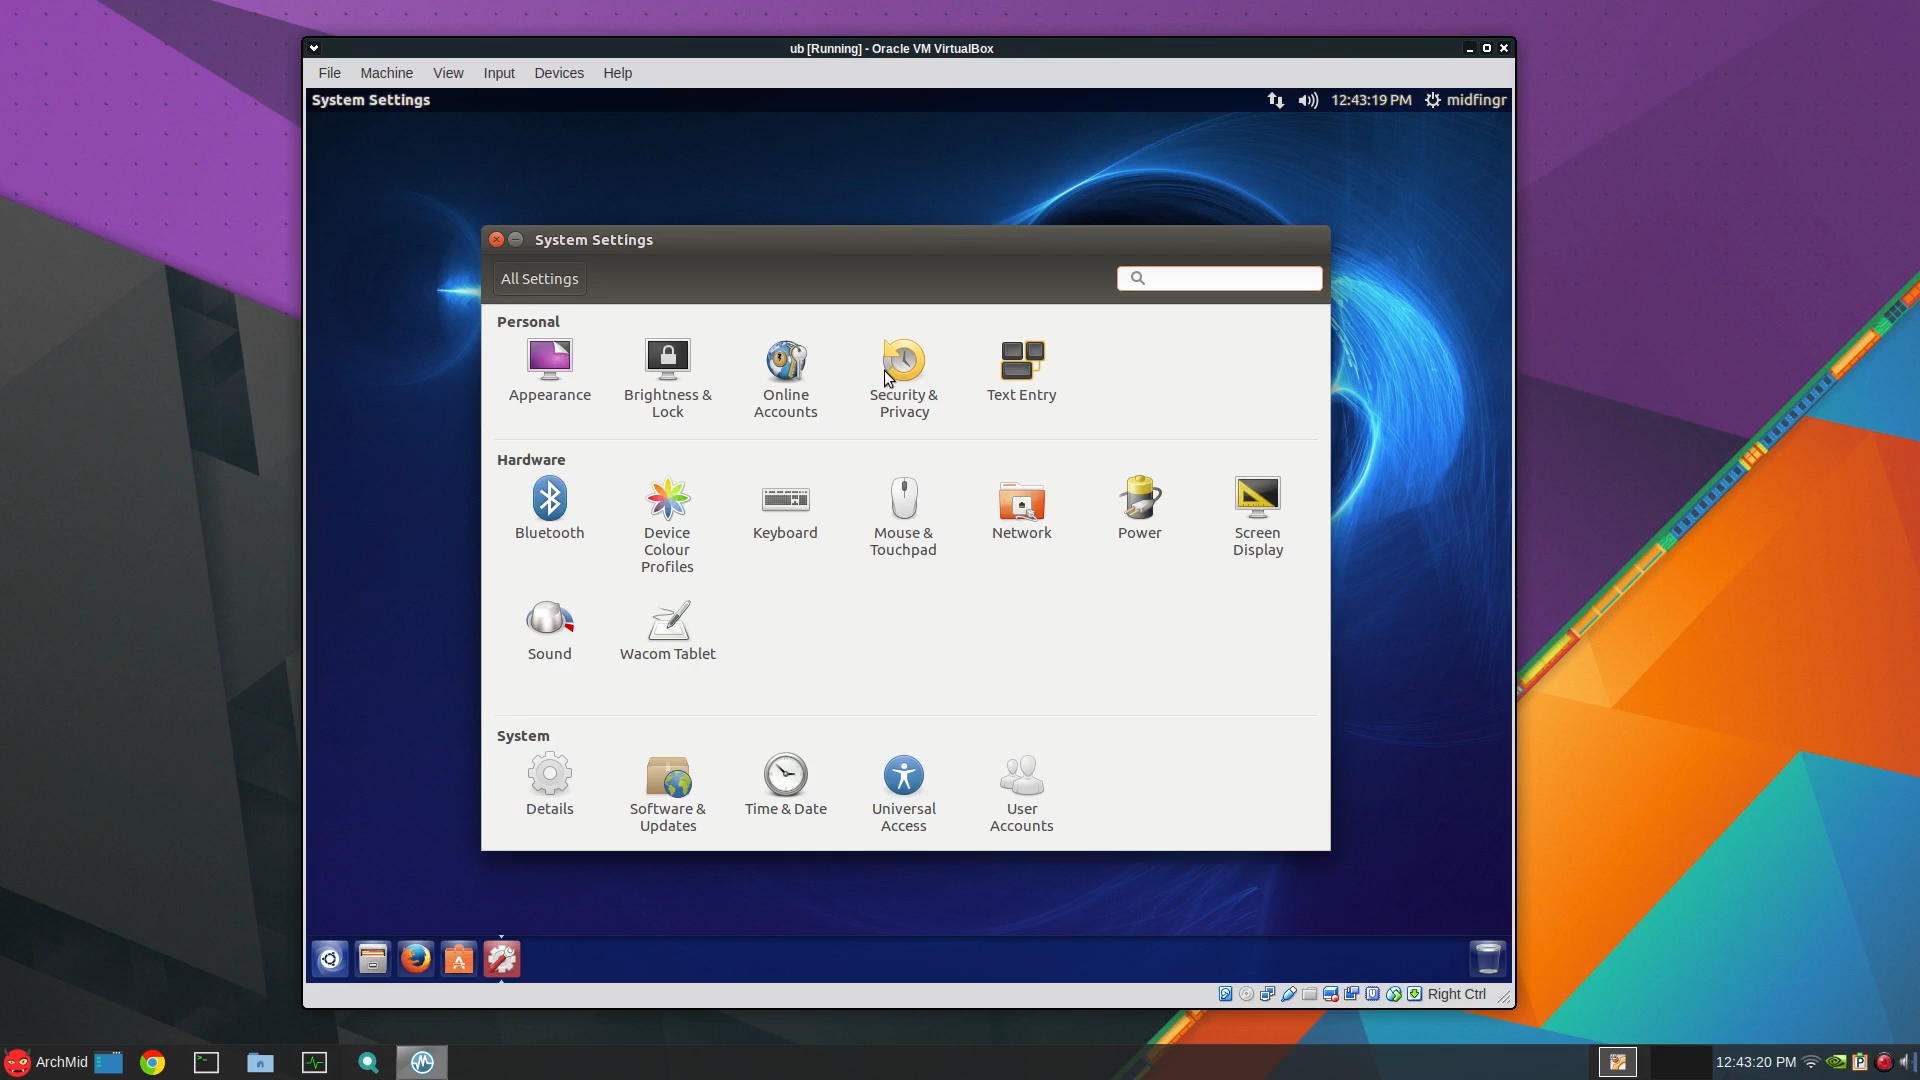 ub [Running] - Oracle VM VirtualBox
File Machine View Input Devices Help
System Settings 12:43:19 PM midfingr
System Settings
All Settings
Personal
Appearance
Brightness & Lock
Online Accounts
Security & Privacy
Text Entry
Hardware
Bluetooth
Device Colour Profiles
Keyboard
Mouse & Touchpad
Network
Power
Screen Display
Sound
Wacom Tablet
System
Details
Software & Updates
Time & Date
Universal Access
User Accounts
Right Ctrl
ArchMid 12:43:20 PM